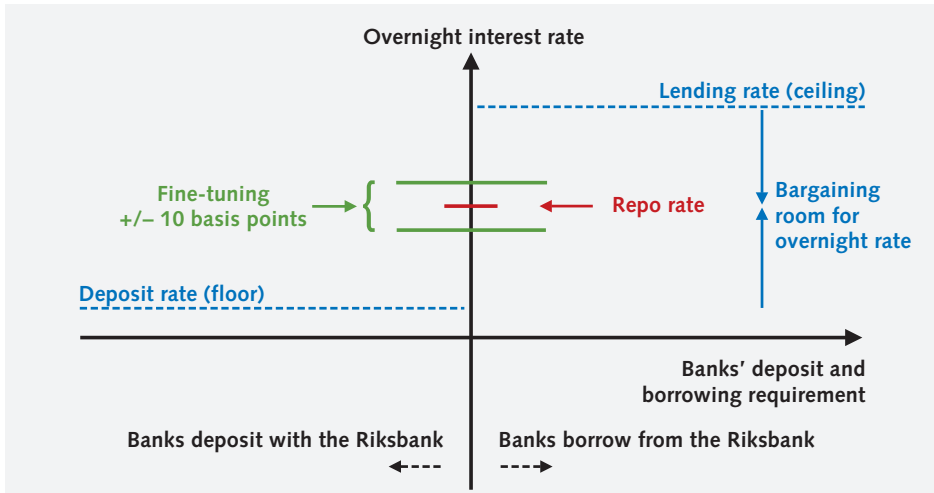 Overnight interest rate
Lending rate (ceiling)
Fine-tuning
+/– 10 basis points
Repo rate
Bargaining
room for
overnight rate
Deposit rate (floor)
Banks’ deposit and
borrowing requirement
Banks deposit with the Riksbank
Banks borrow from the Riksbank